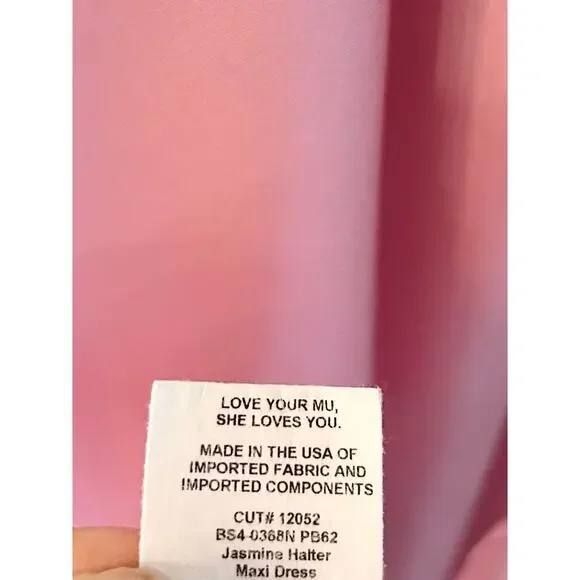 LOVE YOUR MU,
SHE LOVES YOU.
MADE IN THE USA OF
IMPORTED FABRIC AND
IMPORTED COMPONENTS
CUT# 12052
BS4-0368N PB62
Jasmine Halter
Maxi Dress